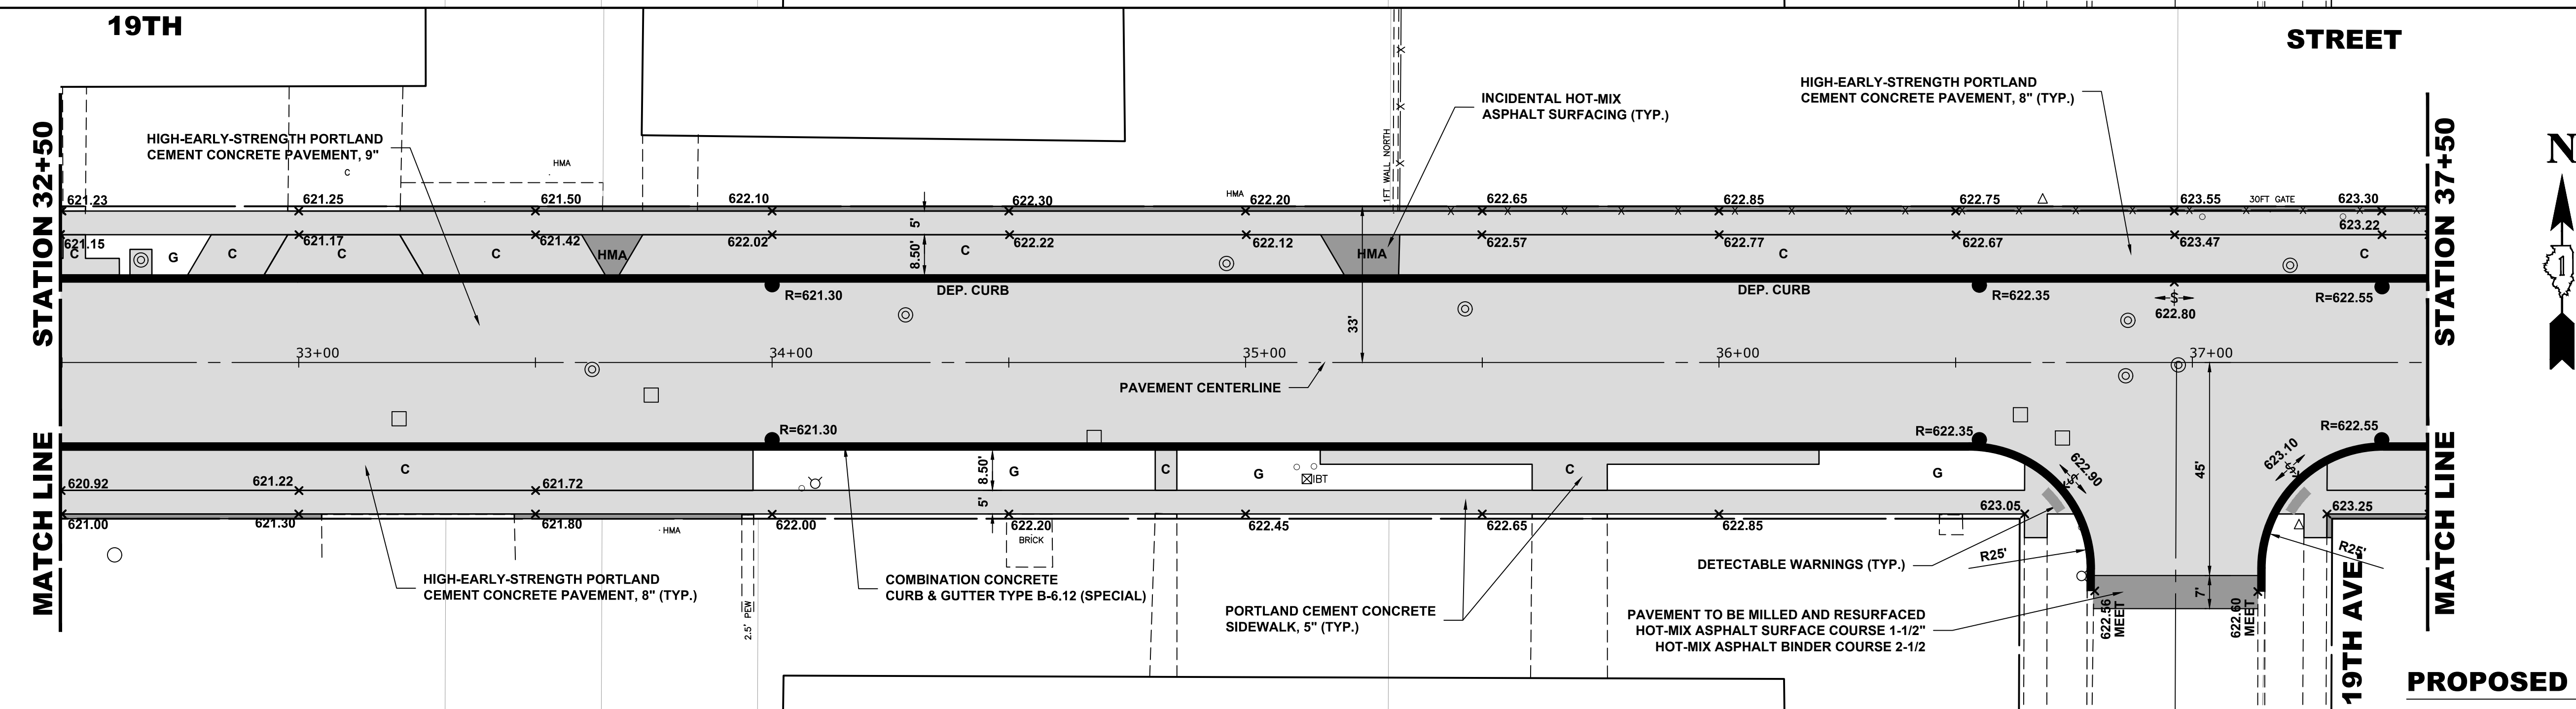 19TH
STREET
HIGH-EARLY-STRENGTH PORTLAND
CEMENT CONCRETE PAVEMENT, 9"
C
HMA
INCIDENTAL HOT-MIX
ASPHALT SURFACING (TYP.)
HIGH-EARLY-STRENGTH PORTLAND
CEMENT CONCRETE PAVEMENT, 8" (TYP.)
N
1
STATION 32+50
STATION 37+50
1FT WALL NORTH
HMA
30FT GATE
621.23
621.25
621.50
622.10
622.30
622.20
622.65
622.85
622.75
623.55
623.30
5'
621.15
621.17
621.42
622.02
622.22
622.12
622.57
622.77
622.67
623.47
623.22
C
G
C
C
C
HMA
8.50'
C
HMA
C
C
R=621.30
DEP. CURB
DEP. CURB
R=622.35
S
622.80
R=622.55
33'
33+00
34+00
35+00
36+00
37+00
PAVEMENT CENTERLINE
R=621.30
R=622.35
R=622.55
MATCH LINE
MATCH LINE
C
8.50'
G
C
G
IBT
C
G
45'
S
622.90
S
623.10
620.92
621.22
621.72
5'
621.00
621.30
621.80
622.00
622.20
622.45
622.65
622.85
623.05
623.25
HMA
BRICK
2.5' PEW
HIGH-EARLY-STRENGTH PORTLAND
CEMENT CONCRETE PAVEMENT, 8" (TYP.)
COMBINATION CONCRETE
CURB & GUTTER TYPE B-6.12 (SPECIAL)
PORTLAND CEMENT CONCRETE
SIDEWALK, 5" (TYP.)
DETECTABLE WARNINGS (TYP.)
R25'
R25'
7'
PAVEMENT TO BE MILLED AND RESURFACED
HOT-MIX ASPHALT SURFACE COURSE 1-1/2"
HOT-MIX ASPHALT BINDER COURSE 2-1/2
622.56
MEET
622.60
MEET
19TH AVE.
PROPOSED